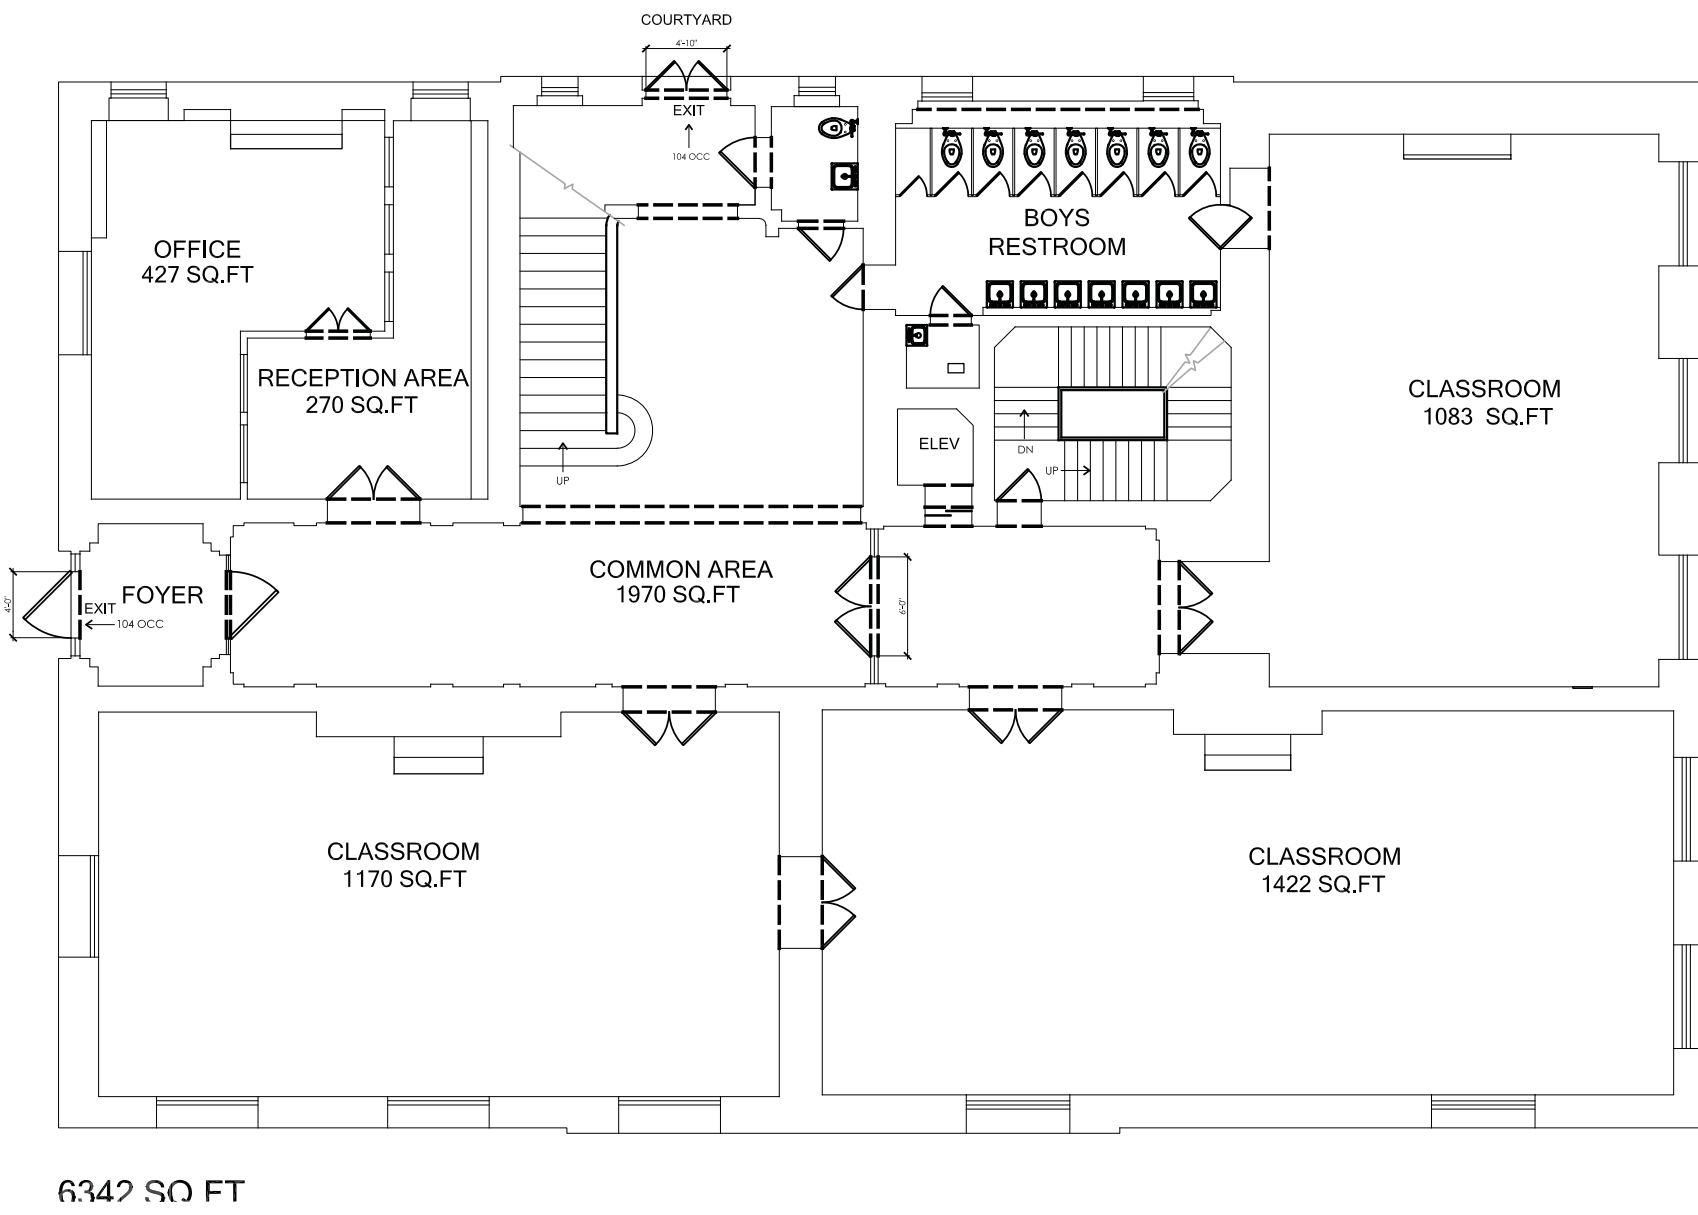 COURTYARD
4'-10"
EXIT
104 OCC
BOYS
RESTROOM
OFFICE
427 SQ.FT
RECEPTION AREA
270 SQ.FT
CLASSROOM
1083 SQ.FT
ELEV
DN
UP
UP
COMMON AREA
1970 SQ.FT
6'-0"
FOYER
4'-0"
EXIT
104 OCC
CLASSROOM
1170 SQ.FT
CLASSROOM
1422 SQ.FT
6342 SQ FT